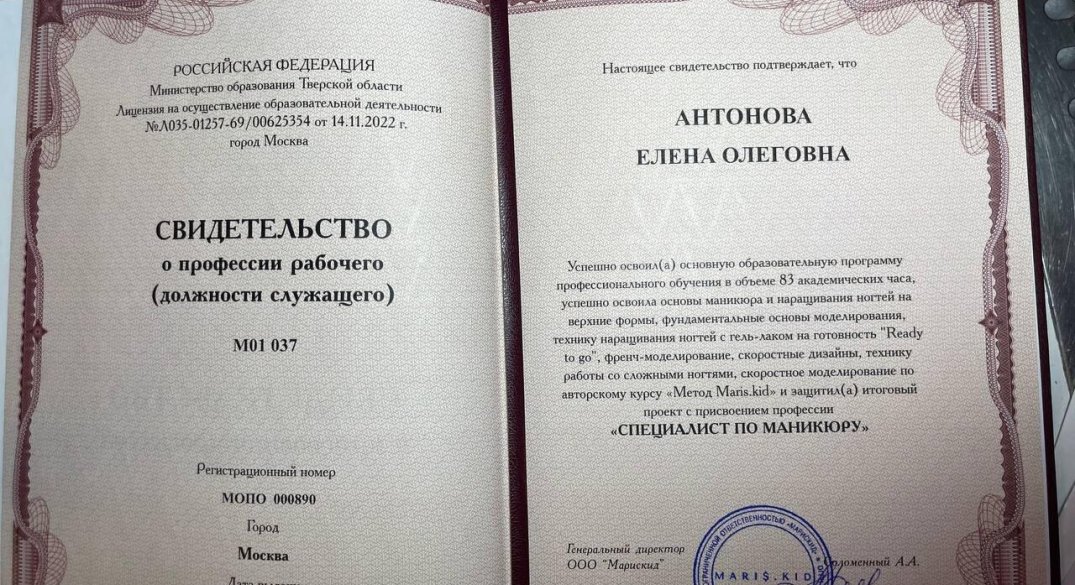 РОССИЙСКАЯ ФЕДЕРАЦИЯ
Министерство образования Тверской области
Лицензия на осуществление образовательной деятельности
№Л035-01257-69/00625354 от 14.11.2022 г.
город Москва
СВИДЕТЕЛЬСТВО
о профессии рабочего
(должности служащего)
М01 037
Регистрационный номер
МОПО 000890
Город
Москва
Настоящее свидетельство подтверждает, что
АНТОНОВА
ЕЛЕНА ОЛЕГОВНА
Успешно освоил(а) основную образовательную программу
профессионального обучения в объеме 83 академических часа,
успешно освоила основы маникюра и наращивания ногтей на
верхние формы, фундаментальные основы моделирования,
технику наращивания ногтей с гель-лаком на готовность "Ready
to go", френч-моделирование, скоростные дизайны, технику
работы со сложными ногтями, скоростное моделирование по
авторскому курсу «Метод Maris.kid» и защитил(а) итоговый
проект с присвоением профессии
«СПЕЦИАЛИСТ ПО МАНИКЮРУ»
Генеральный директор
ООО "Марискид"
Соломенный А.А.
ОТВЕТСТВЕННОСТЬЮ «МАРИСКИД»
MARI$.KID